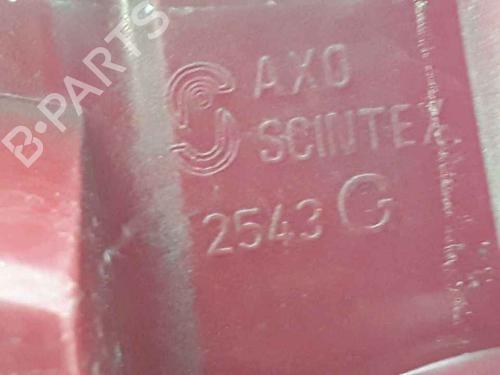 B-PARTS
AXO
SCINTEX
2543 G